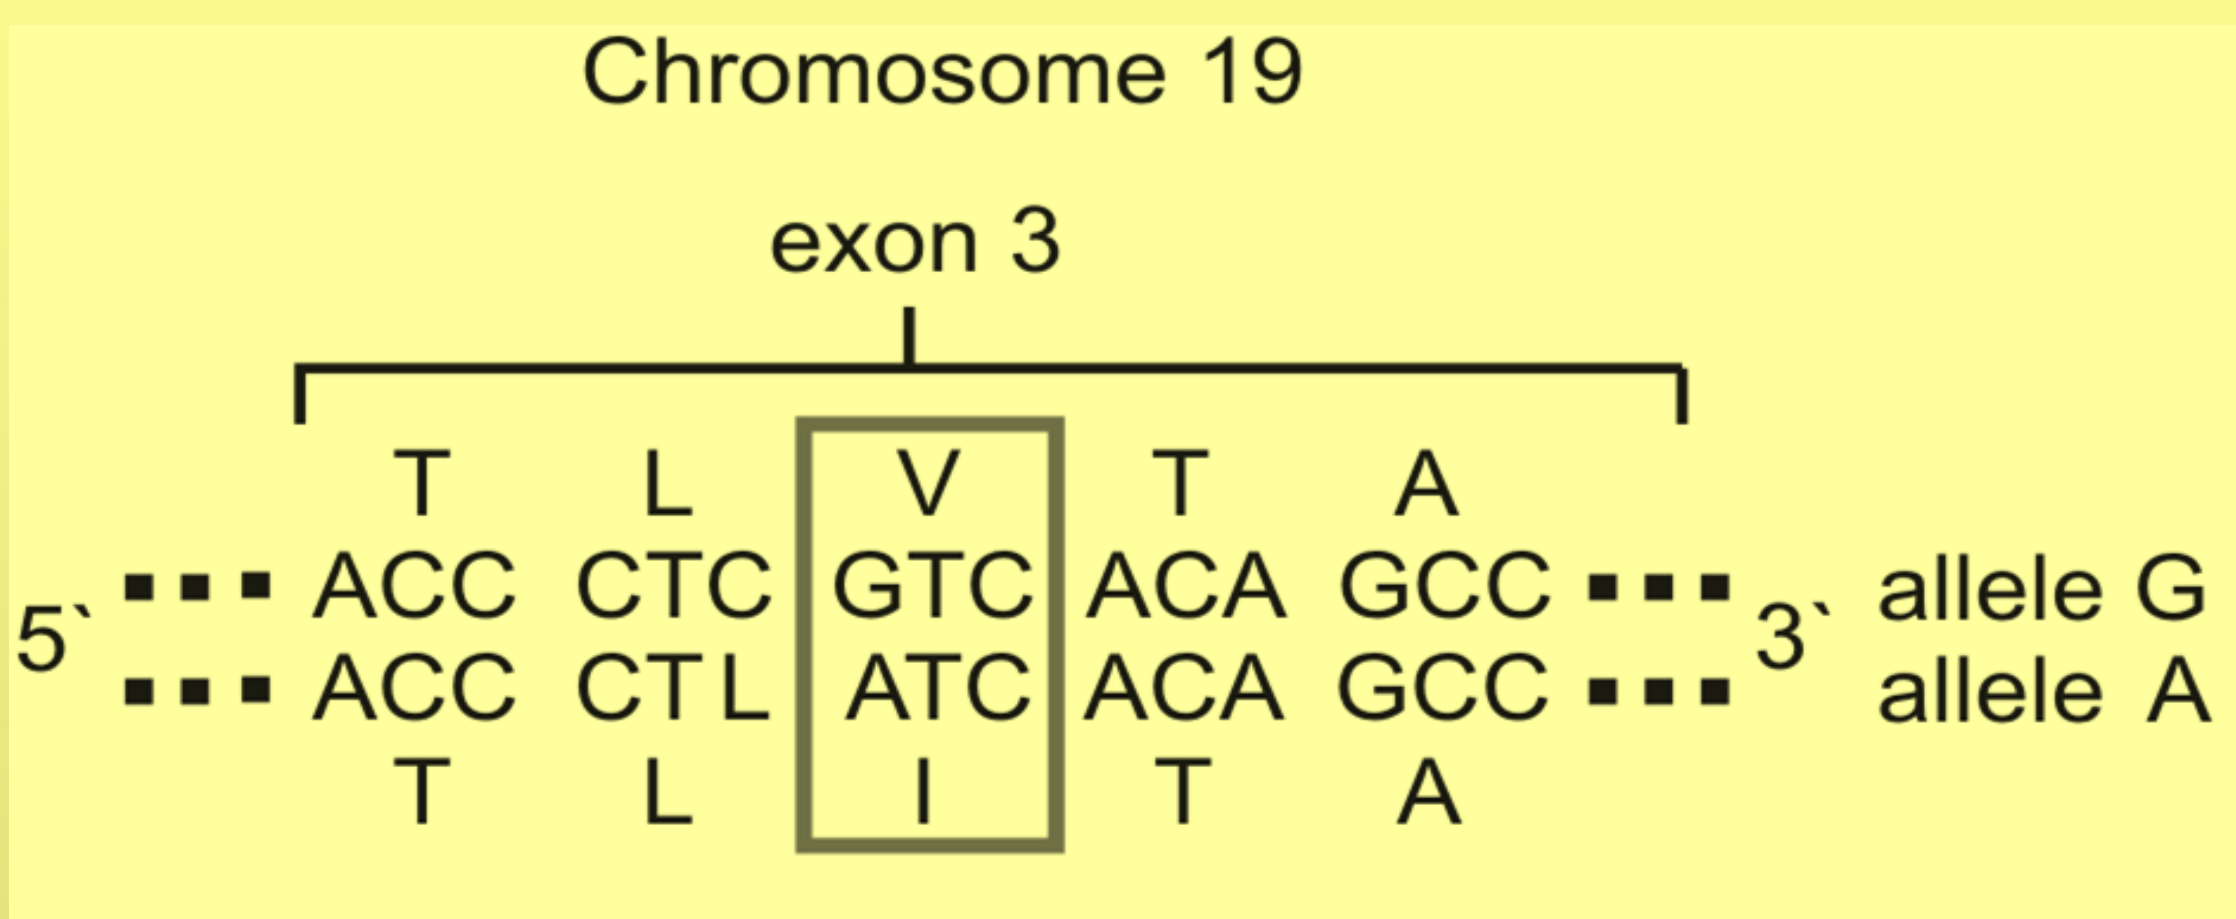 Chromosome 19
exon 3
T L V T A
5` ▪▪▪ ACC CTC GTC ACA GCC ▪▪▪ 3` allele G
▪▪▪ ACC CTL ATC ACA GCC ▪▪▪ allele A
T L I T A